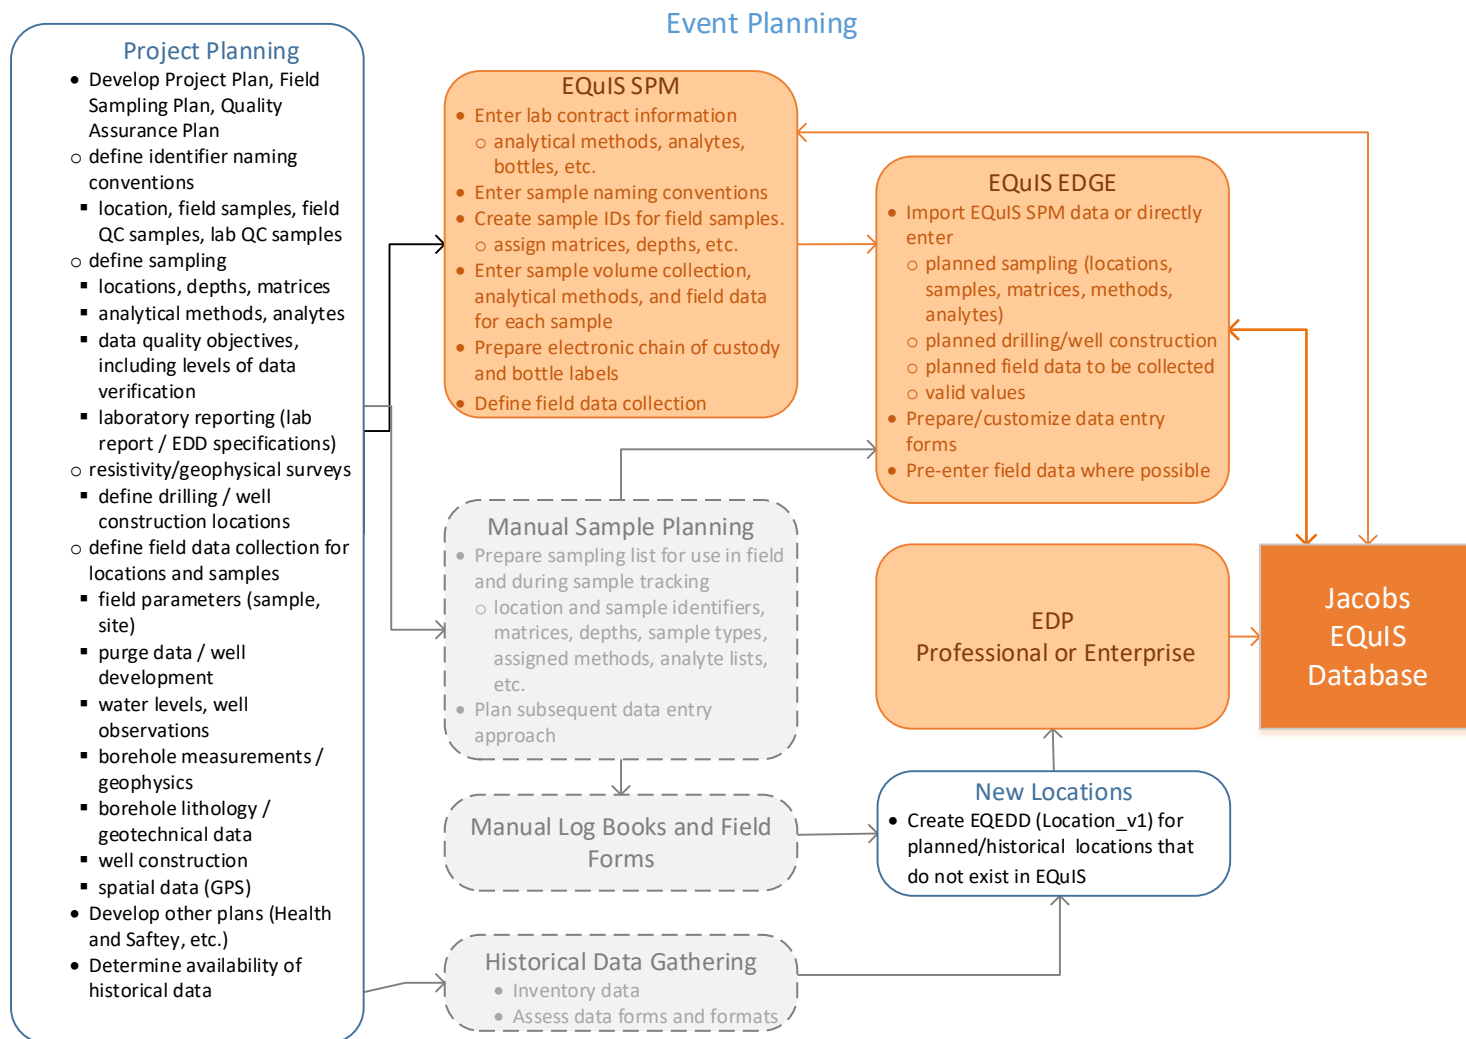 Event Planning
Project Planning
• Develop Project Plan, Field
Sampling Plan, Quality
Assurance Plan
o define identifier naming
conventions
▪ location, field samples, field
QC samples, lab QC samples
o define sampling
▪ locations, depths, matrices
▪ analytical methods, analytes
▪ data quality objectives,
including levels of data
verification
▪ laboratory reporting (lab
report / EDD specifications)
o resistivity/geophysical surveys
▪ define drilling / well
construction locations
o define field data collection for
locations and samples
▪ field parameters (sample,
site)
▪ purge data / well
development
▪ water levels, well
observations
▪ borehole measurements /
geophysics
▪ borehole lithology /
geotechnical data
▪ well construction
▪ spatial data (GPS)
• Develop other plans (Health
and Saftey, etc.)
• Determine availability of
historical data
EQuIS SPM
• Enter lab contract information
o analytical methods, analytes,
bottles, etc.
• Enter sample naming conventions
• Create sample IDs for field samples.
o assign matrices, depths, etc.
• Enter sample volume collection,
analytical methods, and field data
for each sample
• Prepare electronic chain of custody
and bottle labels
• Define field data collection
EQuIS EDGE
• Import EQuIS SPM data or directly
enter
o planned sampling (locations,
samples, matrices, methods,
analytes)
o planned drilling/well construction
o planned field data to be collected
o valid values
• Prepare/customize data entry
forms
• Pre-enter field data where possible
Manual Sample Planning
• Prepare sampling list for use in field
and during sample tracking
o location and sample identifiers,
matrices, depths, sample types,
assigned methods, analyte lists,
etc.
• Plan subsequent data entry
approach
EDP
Professional or Enterprise
Jacobs
EQuIS
Database
Manual Log Books and Field
Forms
New Locations
• Create EQEDD (Location_v1) for
planned/historical locations that
do not exist in EQuIS
Historical Data Gathering
• Inventory data
• Assess data forms and formats